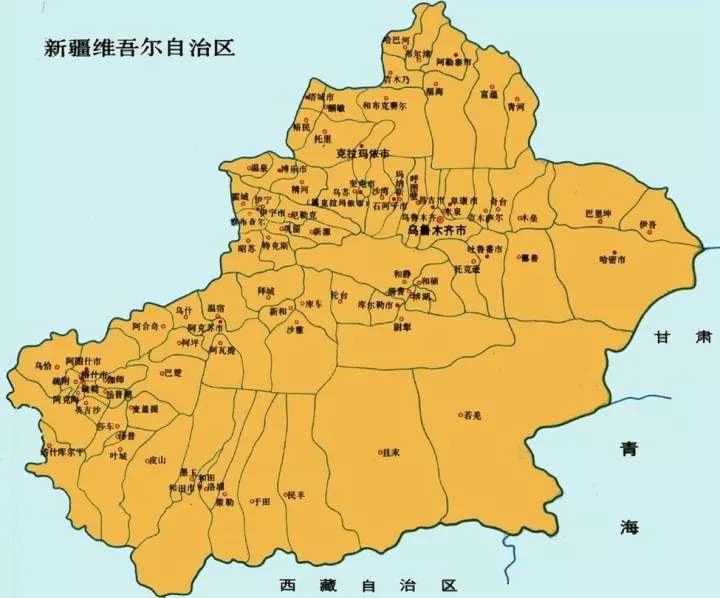 新疆维吾尔自治区
哈巴河
布尔津
阿勒泰市
吉木乃
福海
富蕴
青河
塔城市
额敏
和布克赛尔
裕民
托里
克拉玛依市
温泉
博乐市
精河
奎屯市
乌苏
沙湾
石河子市
玛纳斯
呼图壁
昌吉市
阜康市
米泉
奇台
吉木萨尔
木垒
巴里坤
伊吾
乌鲁木齐
乌鲁木齐市
(属克拉玛依市)
霍城
伊宁
伊宁市
察布查尔
尼勒克
巩留
新源
特克斯
昭苏
吐鲁番市
托克逊
鄯善
哈密市
和静
和硕
焉耆
博湖
库尔勒市
尉犁
轮台
拜城
库车
新和
沙雅
温宿
阿克苏市
乌什
阿合奇
柯坪
阿瓦提
甘肃
乌恰
阿图什市
喀什市
疏附
疏勒
伽师
巴楚
阿克陶
英吉沙
岳普湖
麦盖提
莎车
泽普
叶城
塔什库尔干
皮山
墨玉
和田
和田市
洛浦
策勒
于田
民丰
且末
若羌
青海
西藏自治区